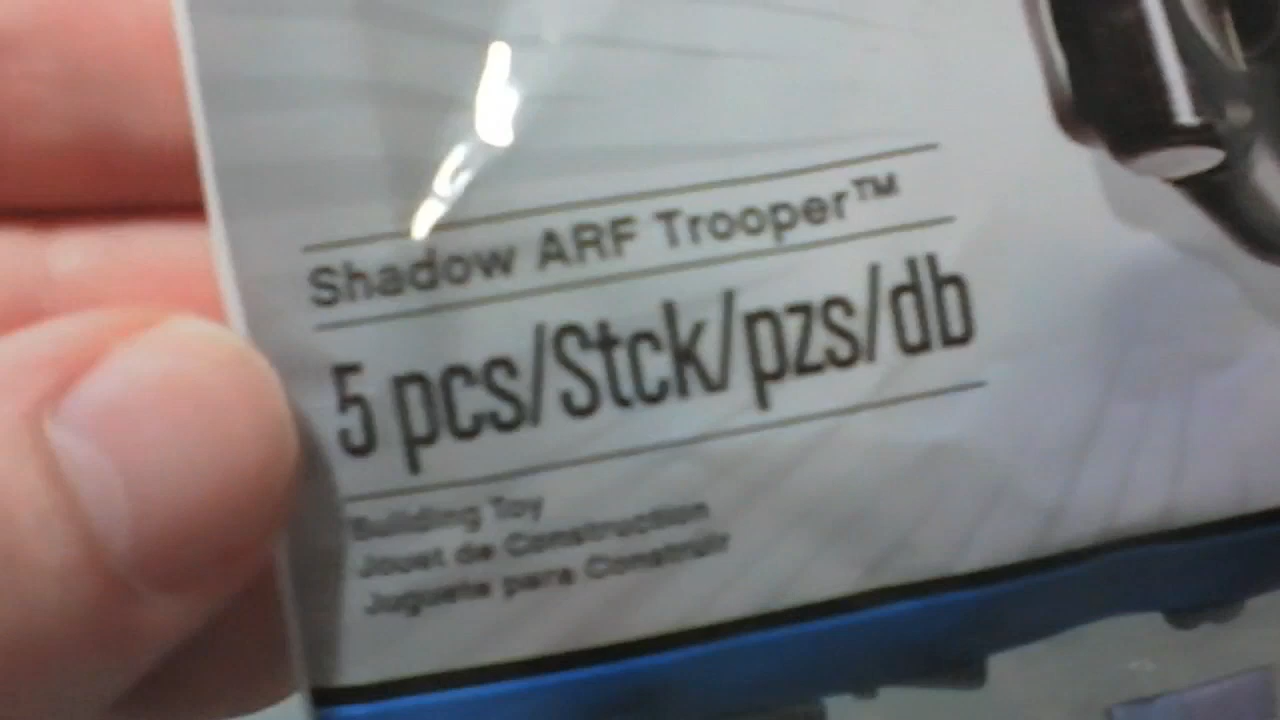 Shadow ARF Trooper™
5 pcs/Stck/pzs/db
Building Toy
Jouet de Construction
Juguete para Construir